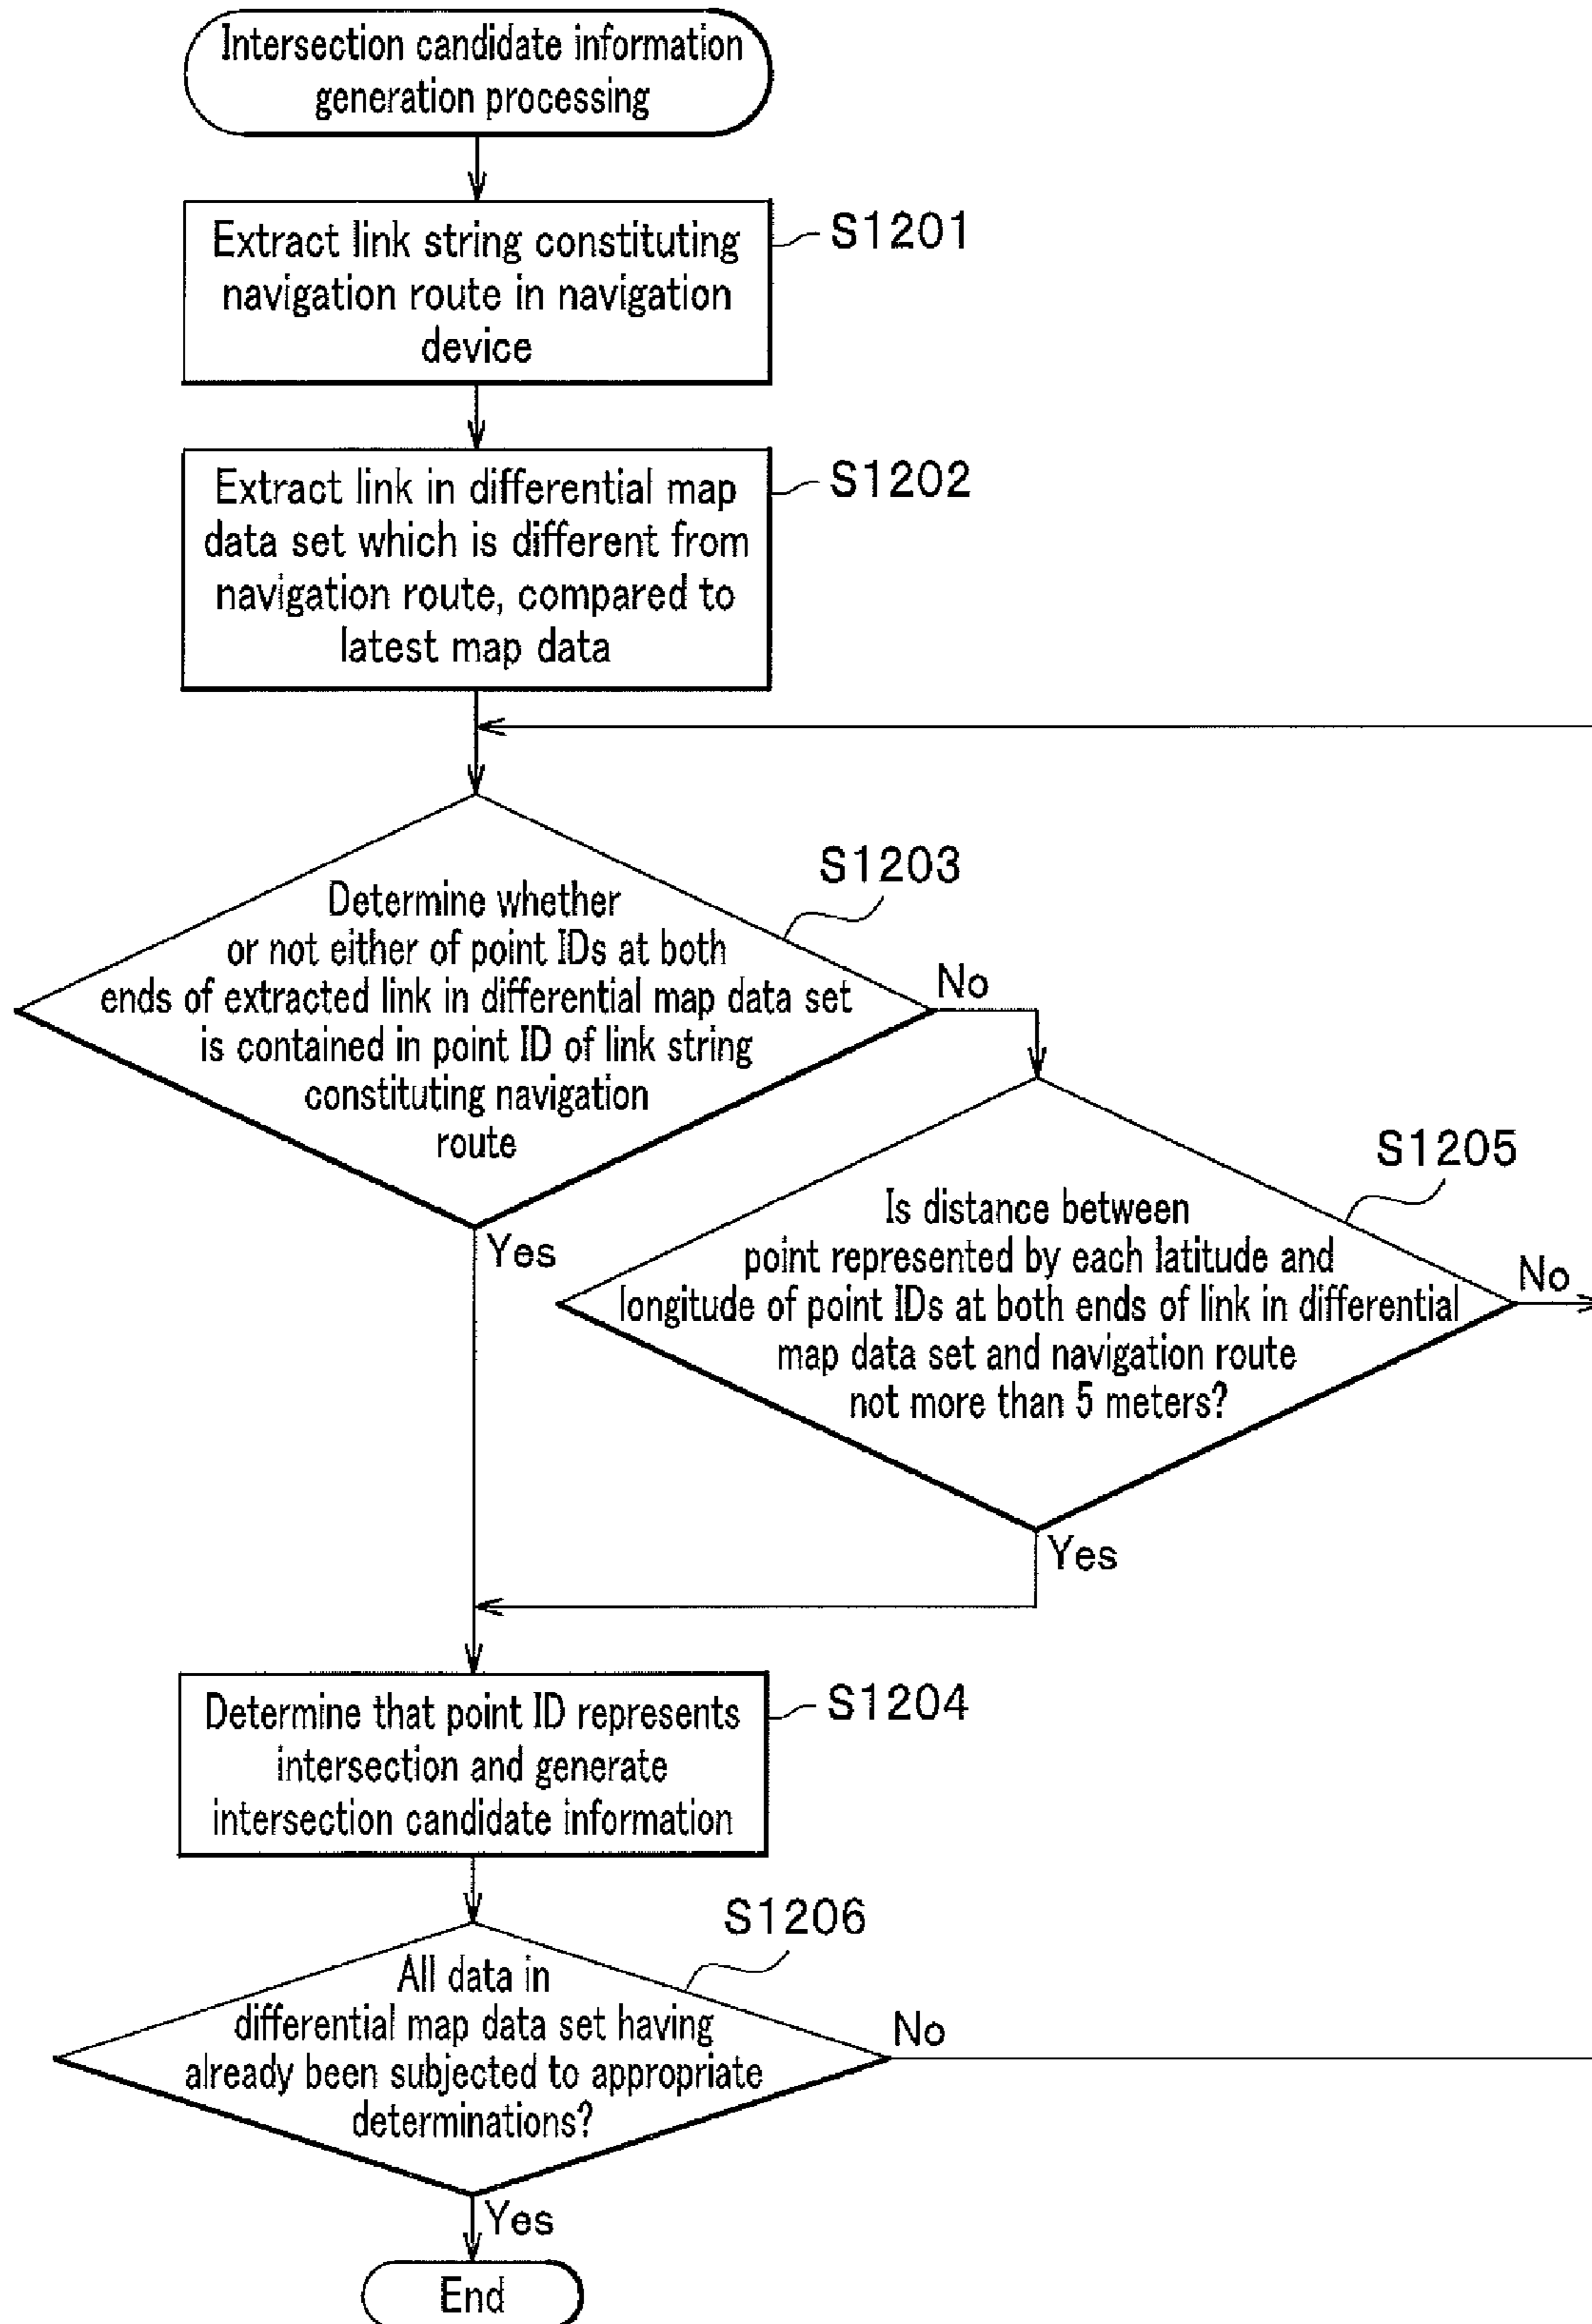 Intersection candidate information
generation processing
Extract link string constituting
navigation route in navigation
device
S1201
Extract link in differential map
data set which is different from
navigation route, compared to
latest map data
S1202
Determine whether
or not either of point IDs at both
ends of extracted link in differential map data set
is contained in point ID of link string
constituting navigation
route
S1203
No
Yes
Is distance between
point represented by each latitude and
longitude of point IDs at both ends of link in differential
map data set and navigation route
not more than 5 meters?
S1205
No
Yes
Determine that point ID represents
intersection and generate
intersection candidate information
S1204
All data in
differential map data set having
already been subjected to appropriate
determinations?
S1206
No
Yes
End